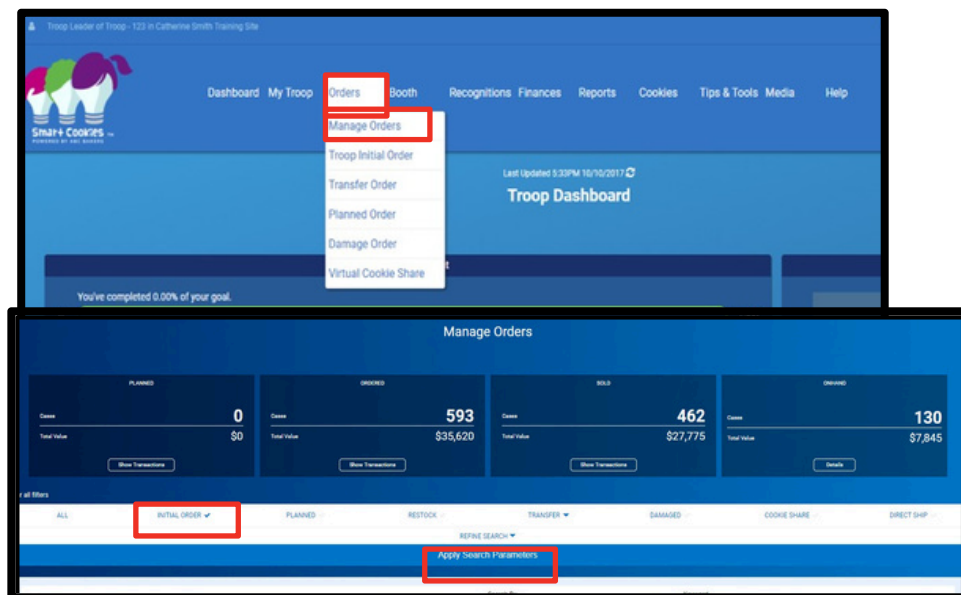 Troop Leader of Troop - 123 in Catherine Smith Training Site
Smart Cookies TM
POWERED BY ABC BAKERS
Dashboard My Troop Orders Booth Recognitions Finances Reports Cookies Tips & Tools Media Help
Manage Orders
Troop Initial Order
Transfer Order
Planned Order
Damage Order
Virtual Cookie Share
Last Updated 5:33PM 10/10/2017
Troop Dashboard
You've completed 0.00% of your goal.
Manage Orders
PLANNED ORDERED SOLD ONHAND
Cases 0 Cases 593 Cases 462 Cases 130
Total Value $0 Total Value $35,620 Total Value $27,775 Total Value $7,845
Show Transactions Show Transactions Show Transactions Details
r all filters
ALL INITIAL ORDER PLANNED RESTOCK TRANSFER DAMAGED COOKIE SHARE DIRECT SHIP
REFINE SEARCH
Apply Search Parameters